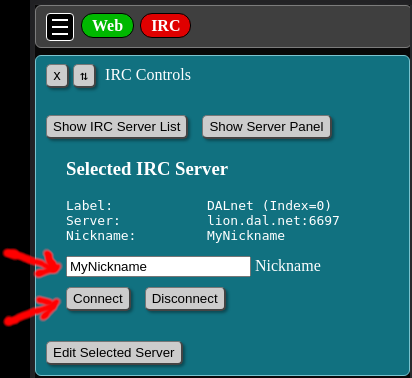 Web IRC
X ⇅ IRC Controls
Show IRC Server List Show Server Panel
Selected IRC Server
Label: DALnet (Index=0)
Server: lion.dal.net:6697
Nickname: MyNickname
MyNickname Nickname
Connect Disconnect
Edit Selected Server